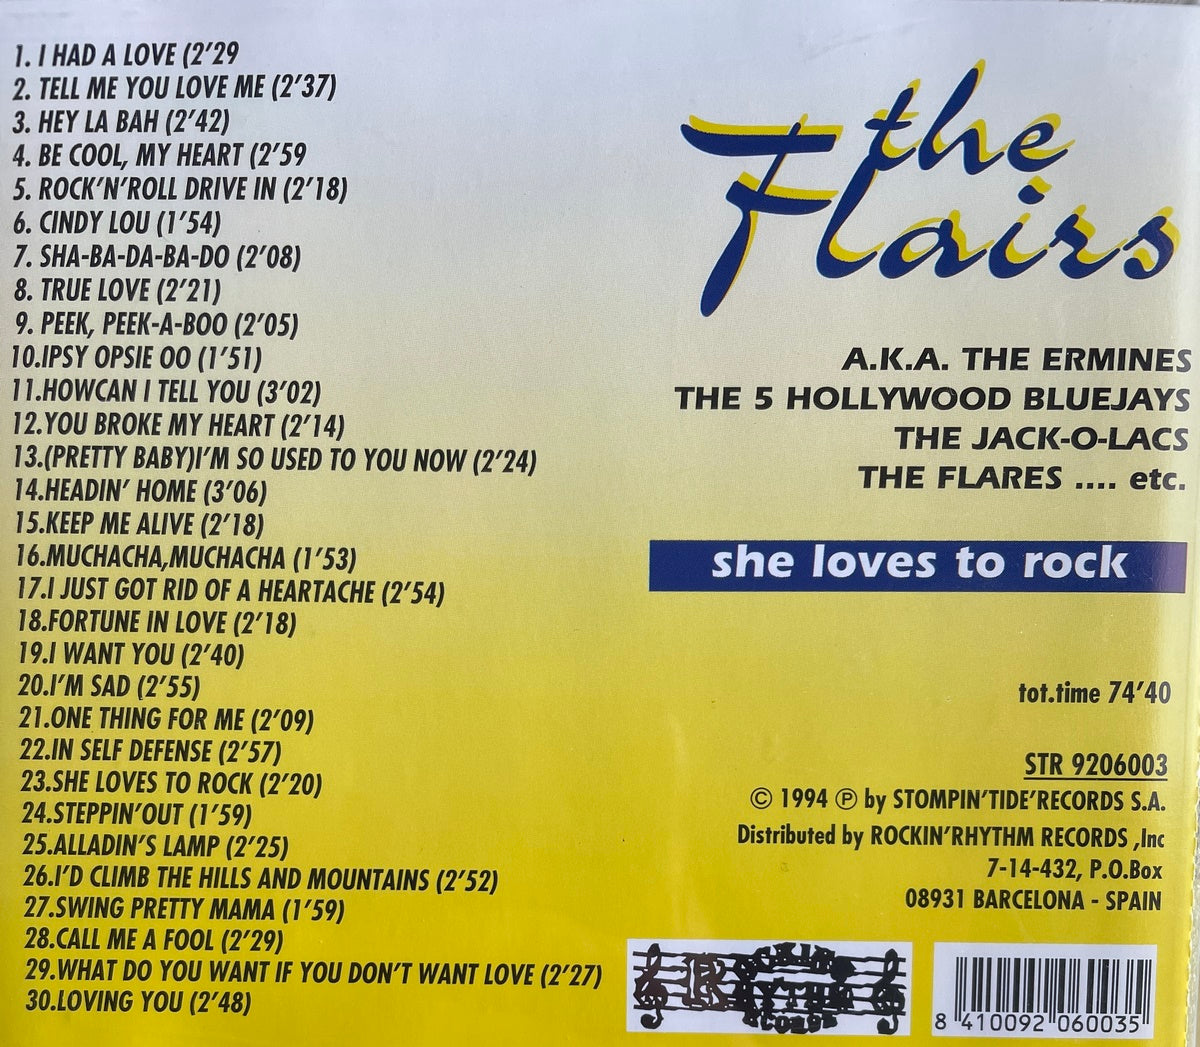 1. I HAD A LOVE (2'29
2. TELL ME YOU LOVE ME (2'37)
3. HEY LA BAH (2'42)
4. BE COOL, MY HEART (2'59
5. ROCK'N'ROLL DRIVE IN (2'18)
6. CINDY LOU (1'54)
7. SHA-BA-DA-BA-DO (2'08)
8. TRUE LOVE (2'21)
9. PEEK, PEEK-A-BOO (2'05)
10.IPSY OPSIE OO (1'51)
11.HOWCAN I TELL YOU (3'02)
12.YOU BROKE MY HEART (2'14)
13.(PRETTY BABY)I'M SO USED TO YOU NOW (2'24)
14.HEADIN' HOME (3'06)
15.KEEP ME ALIVE (2'18)
16.MUCHACHA,MUCHACHA (1'53)
17.I JUST GOT RID OF A HEARTACHE (2'54)
18.FORTUNE IN LOVE (2'18)
19.I WANT YOU (2'40)
20.I'M SAD (2'55)
21.ONE THING FOR ME (2'09)
22.IN SELF DEFENSE (2'57)
23.SHE LOVES TO ROCK (2'20)
24.STEPPIN'OUT (1'59)
25.ALLADIN'S LAMP (2'25)
26.I'D CLIMB THE HILLS AND MOUNTAINS (2'52)
27.SWING PRETTY MAMA (1'59)
28.CALL ME A FOOL (2'29)
29.WHAT DO YOU WANT IF YOU DON'T WANT LOVE (2'27)
30.LOVING YOU (2'48)
the
Flairs
A.K.A. THE ERMINES
THE 5 HOLLYWOOD BLUEJAYS
THE JACK-O-LACS
THE FLARES .... etc.
she loves to rock
tot.time 74'40
STR 9206003
© 1994 ℗ by STOMPIN'TIDE'RECORDS S.A.
Distributed by ROCKIN'RHYTHM RECORDS ,Inc
7-14-432, P.O.Box
08931 BARCELONA - SPAIN
ROCKIN'
RHYTHM
RECORDS
8 410092 060035